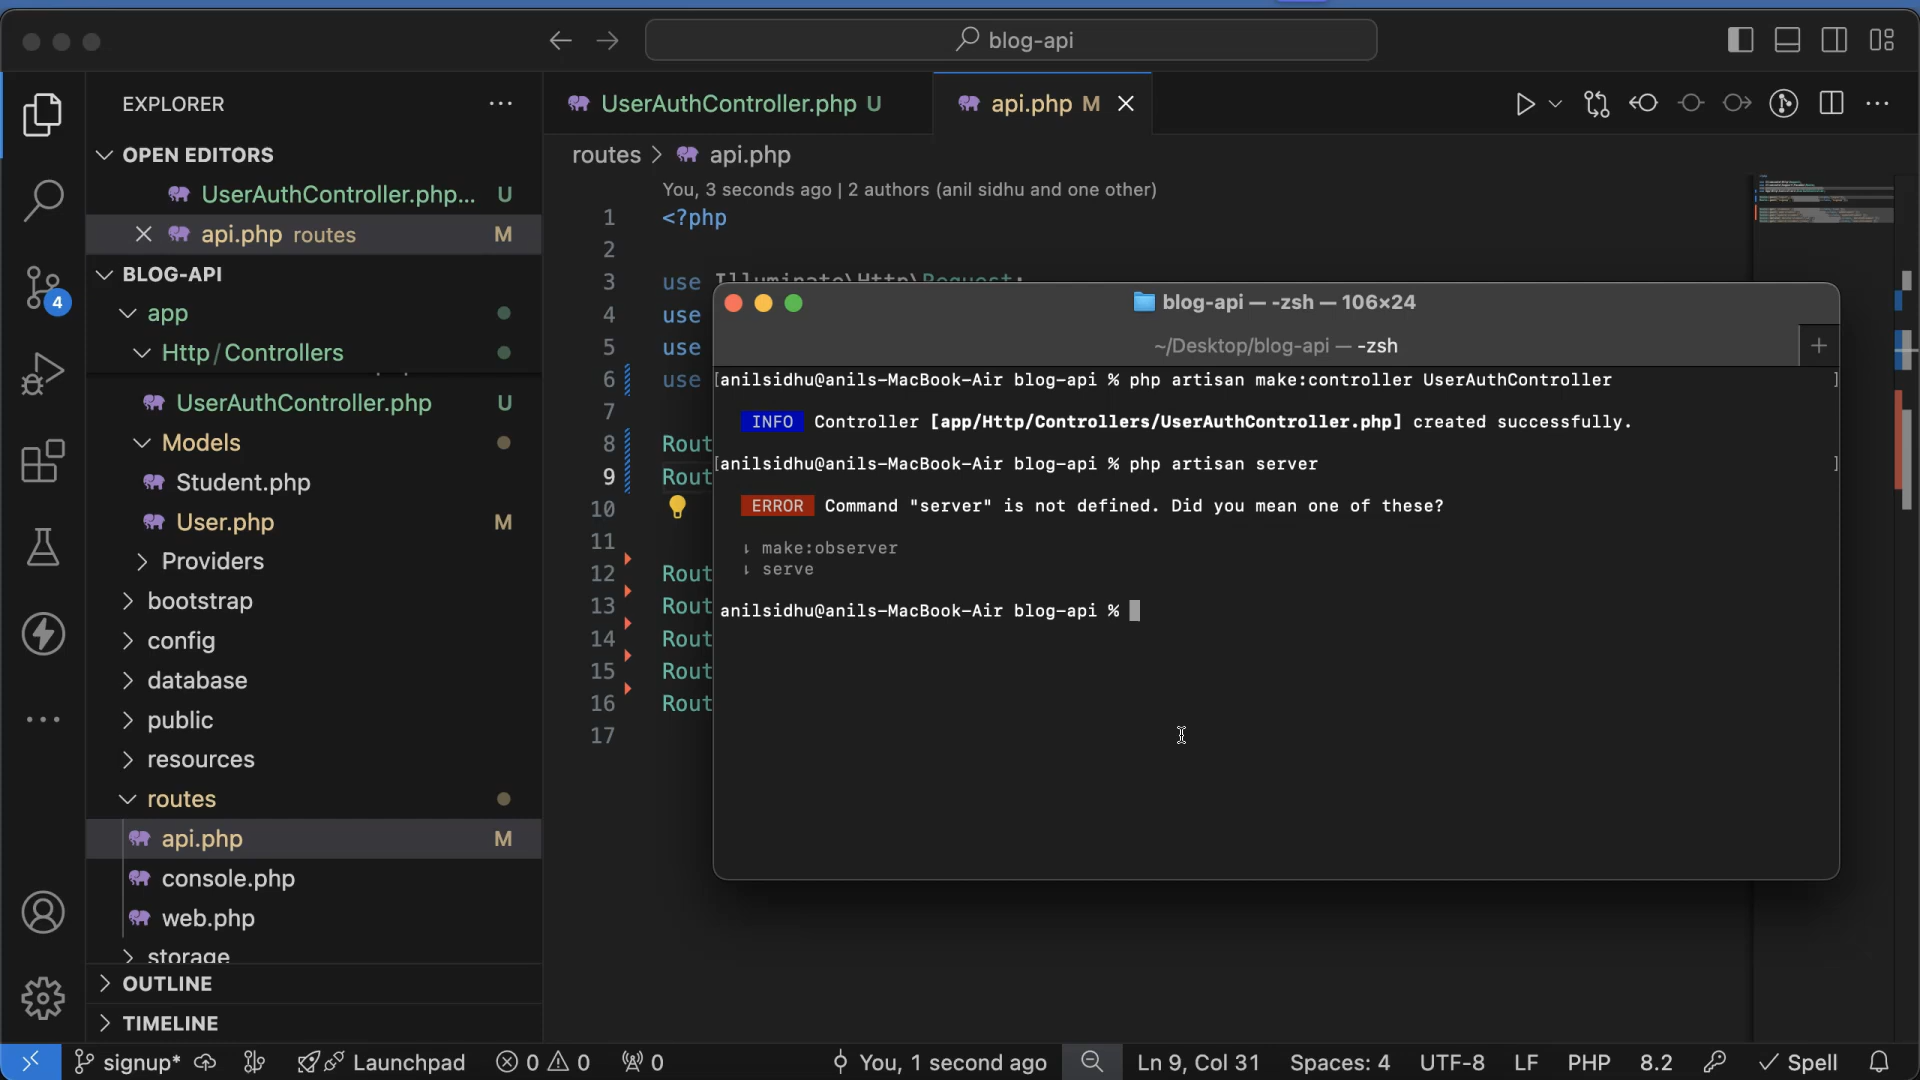 blog-api
EXPLORER
OPEN EDITORS
UserAuthController.php... U
api.php routes M
BLOG-API
app
Http/Controllers
UserAuthController.php U
Models
Student.php
User.php M
Providers
bootstrap
config
database
public
resources
routes
api.php M
console.php
web.php
storage
OUTLINE
TIMELINE
4
UserAuthController.php U
api.php M
routes > api.php
You, 3 seconds ago | 2 authors (anil sidhu and one other)
1 <?php
2
3 use Illuminate\Http\Request;
4 use
5 use
6 use
7
8 Rout
9 Rout
10
11
12 Rout
13 Rout
14 Rout
15 Rout
16 Rout
17
blog-api — -zsh — 106×24
~/Desktop/blog-api — -zsh
[anilsidhu@anils-MacBook-Air blog-api % php artisan make:controller UserAuthController ]
INFO Controller [app/Http/Controllers/UserAuthController.php] created successfully.
[anilsidhu@anils-MacBook-Air blog-api % php artisan server ]
ERROR Command "server" is not defined. Did you mean one of these?
⇂ make:observer
⇂ serve
anilsidhu@anils-MacBook-Air blog-api %
signup* Launchpad 0 0 0 You, 1 second ago Ln 9, Col 31 Spaces: 4 UTF-8 LF PHP 8.2 Spell